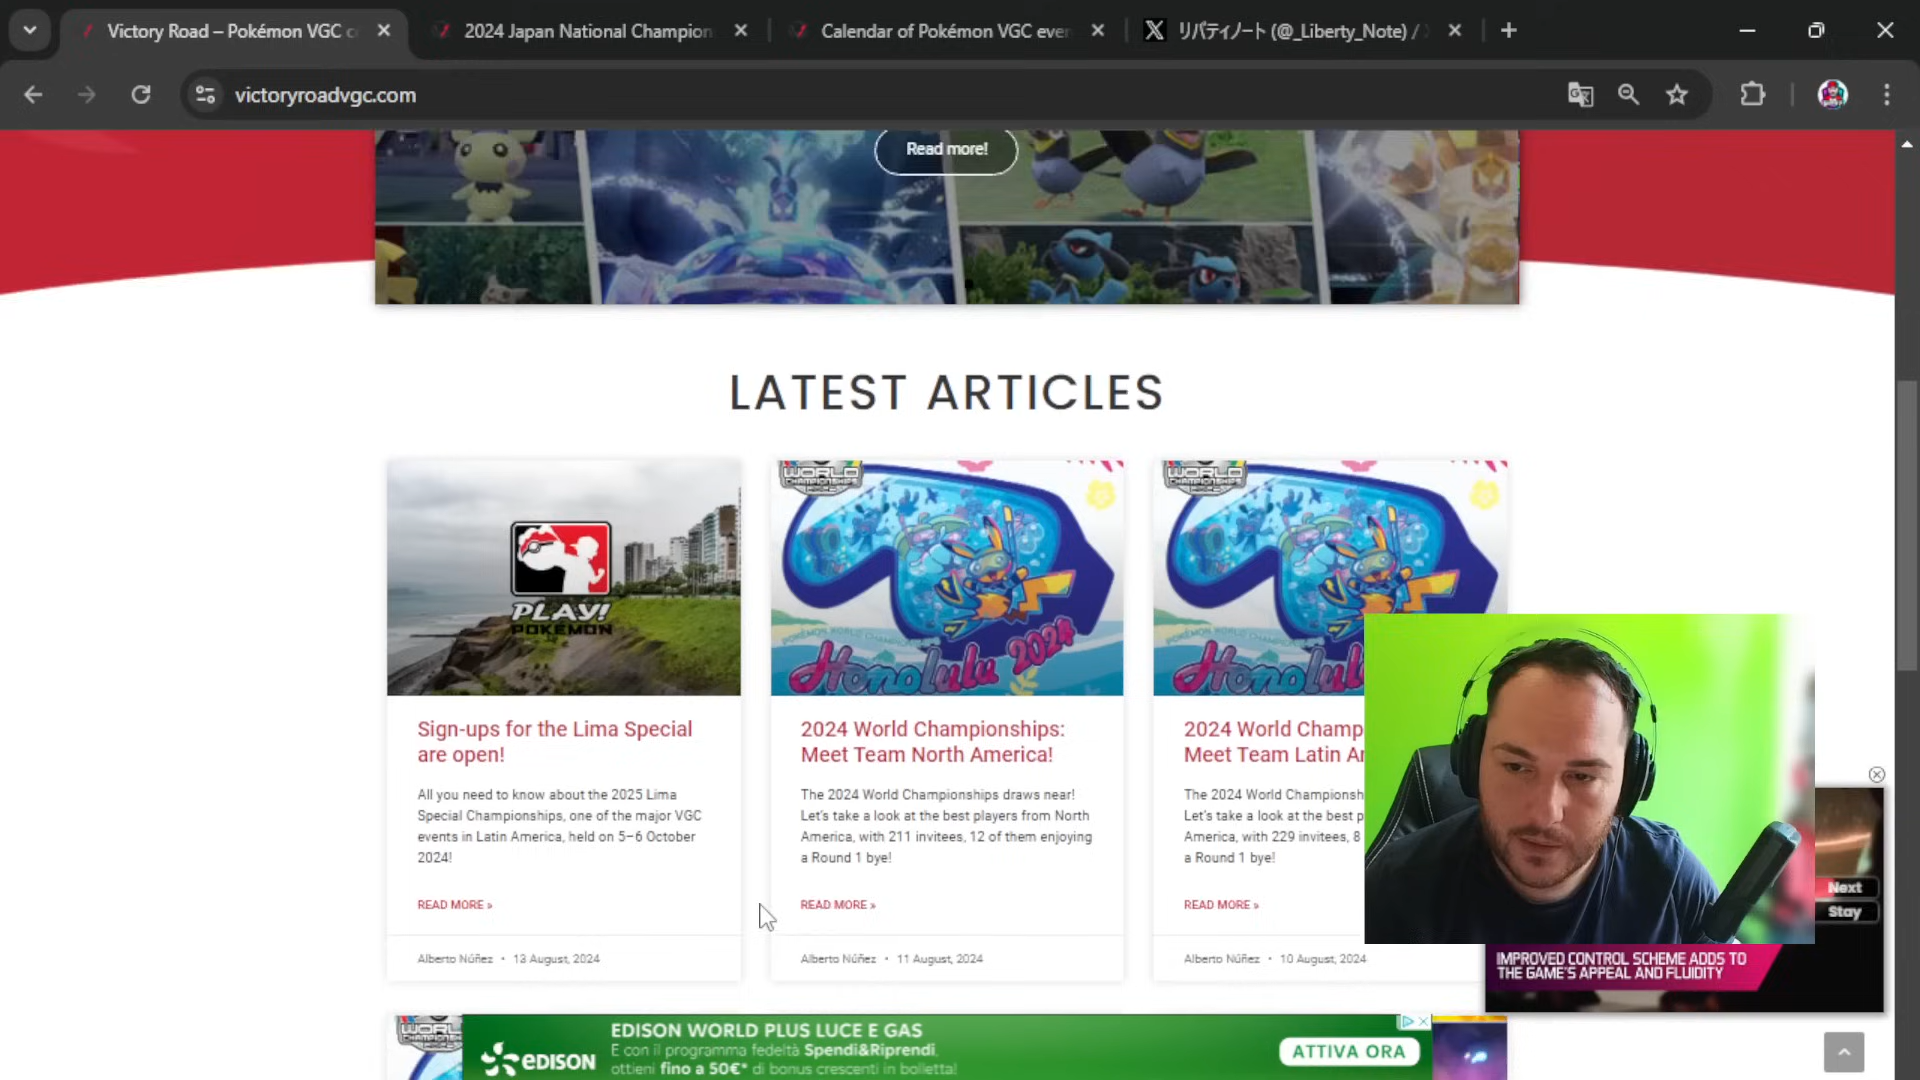 Victory Road – Pokémon VGC c
2024 Japan National Champion
Calendar of Pokémon VGC ever
リバティノート (@_Liberty_Note) /
victoryroadvgc.com
Read more!
LATEST ARTICLES
PLAY!
POKÉMON
WORLD
CHAMPIONSHIPS
Honolulu 2024
WORLD
CHAMPIONSHIPS
Honolul
Sign-ups for the Lima Special
are open!
All you need to know about the 2025 Lima
Special Championships, one of the major VGC
events in Latin America, held on 5–6 October
2024!
READ MORE »
Alberto Núñez • 13 August, 2024
2024 World Championships:
Meet Team North America!
The 2024 World Championships draws near!
Let's take a look at the best players from North
America, with 211 invitees, 12 of them enjoying
a Round 1 bye!
READ MORE »
Alberto Núñez • 11 August, 2024
2024 World Champ
Meet Team Latin Ar
The 2024 World Championsh
Let's take a look at the best p
America, with 229 invitees, 8
a Round 1 bye!
READ MORE »
Alberto Núñez • 10 August, 2024
Next
Stay
IMPROVED CONTROL SCHEME ADDS TO
THE GAME'S APPEAL AND FLUIDITY
WORLD
EDISON
EDISON WORLD PLUS LUCE E GAS
E con il programma fedeltà Spendi&Riprendi,
ottieni fino a 50€* di bonus crescenti in bolletta!
ATTIVA ORA